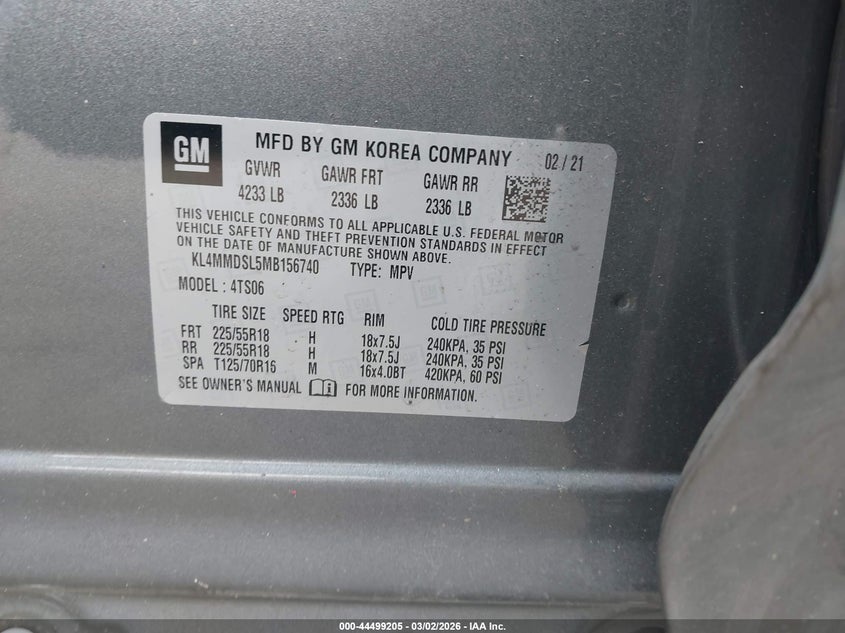 GM
MFD BY GM KOREA COMPANY 02 / 21
GVWR GAWR FRT GAWR RR
4233 LB 2336 LB 2336 LB
THIS VEHICLE CONFORMS TO ALL APPLICABLE U.S. FEDERAL MOTOR
VEHICLE SAFETY AND THEFT PREVENTION STANDARDS IN EFFECT
ON THE DATE OF MANUFACTURE SHOWN ABOVE.
KL4MMDSL5MB156740 TYPE: MPV
MODEL : 4TS06
TIRE SIZE SPEED RTG RIM COLD TIRE PRESSURE
FRT 225/55R18 H 18x7.5J 240KPA, 35 PSI
RR 225/55R18 H 18x7.5J 240KPA, 35 PSI
SPA T125/70R16 M 16x4.0BT 420KPA, 60 PSI
SEE OWNER'S MANUAL FOR MORE INFORMATION.
000-44499205 - 03/02/2026 - IAA Inc.